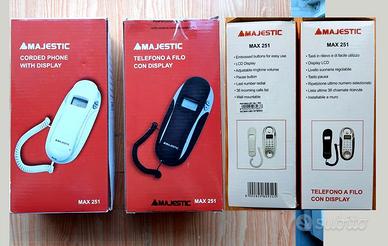 MAJESTIC
CORDED PHONE
WITH DISPLAY
MAX 251
MAJESTIC
TELEFONO A FILO
CON DISPLAY
MAJESTIC
MAX 251
MAJESTIC
MAX 251
• Embossed buttons for easy use
• LCD Display
• Adjustable ringtone volume
• Pause button
• Last number redial
• 38 incoming calls list
• Wall mountable
MAJESTIC
MAX 251
• Tasti in rilievo e di facile utilizzo
• Display LCD
• Livello suoneria regolabile
• Tasto pausa
• Ripetizione ultimo numero selezionato
• Lista ultime 38 chiamate ricevute
• Installabile a muro
TELEFONO A FILO
CON DISPLAY
subito